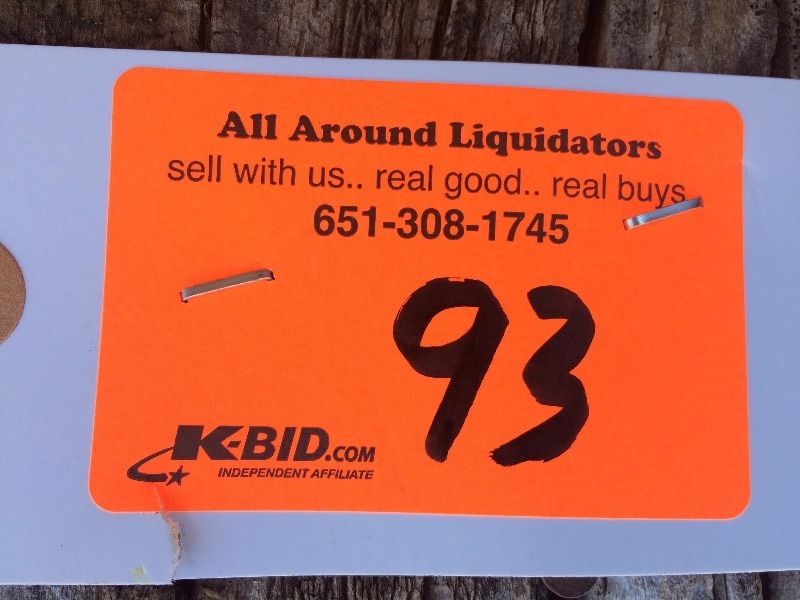 All Around Liquidators
sell with us.. real good.. real buys
651-308-1745
93
K-BID.COM
INDEPENDENT AFFILIATE